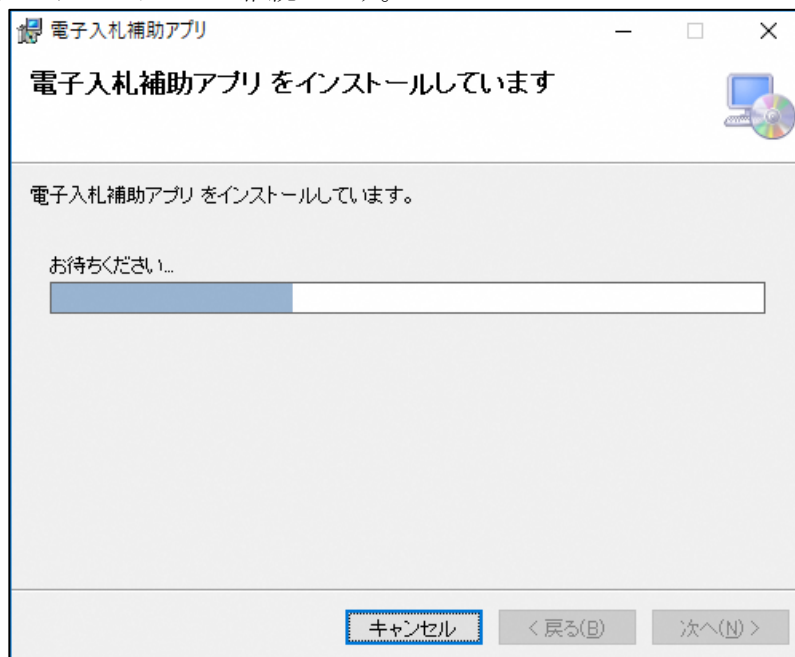 電子入札補助アプリ
電子入札補助アプリ をインストールしています
電子入札補助アプリ をインストールしています。
お待ちください...
キャンセル
< 戻る(B)
次へ(N) >